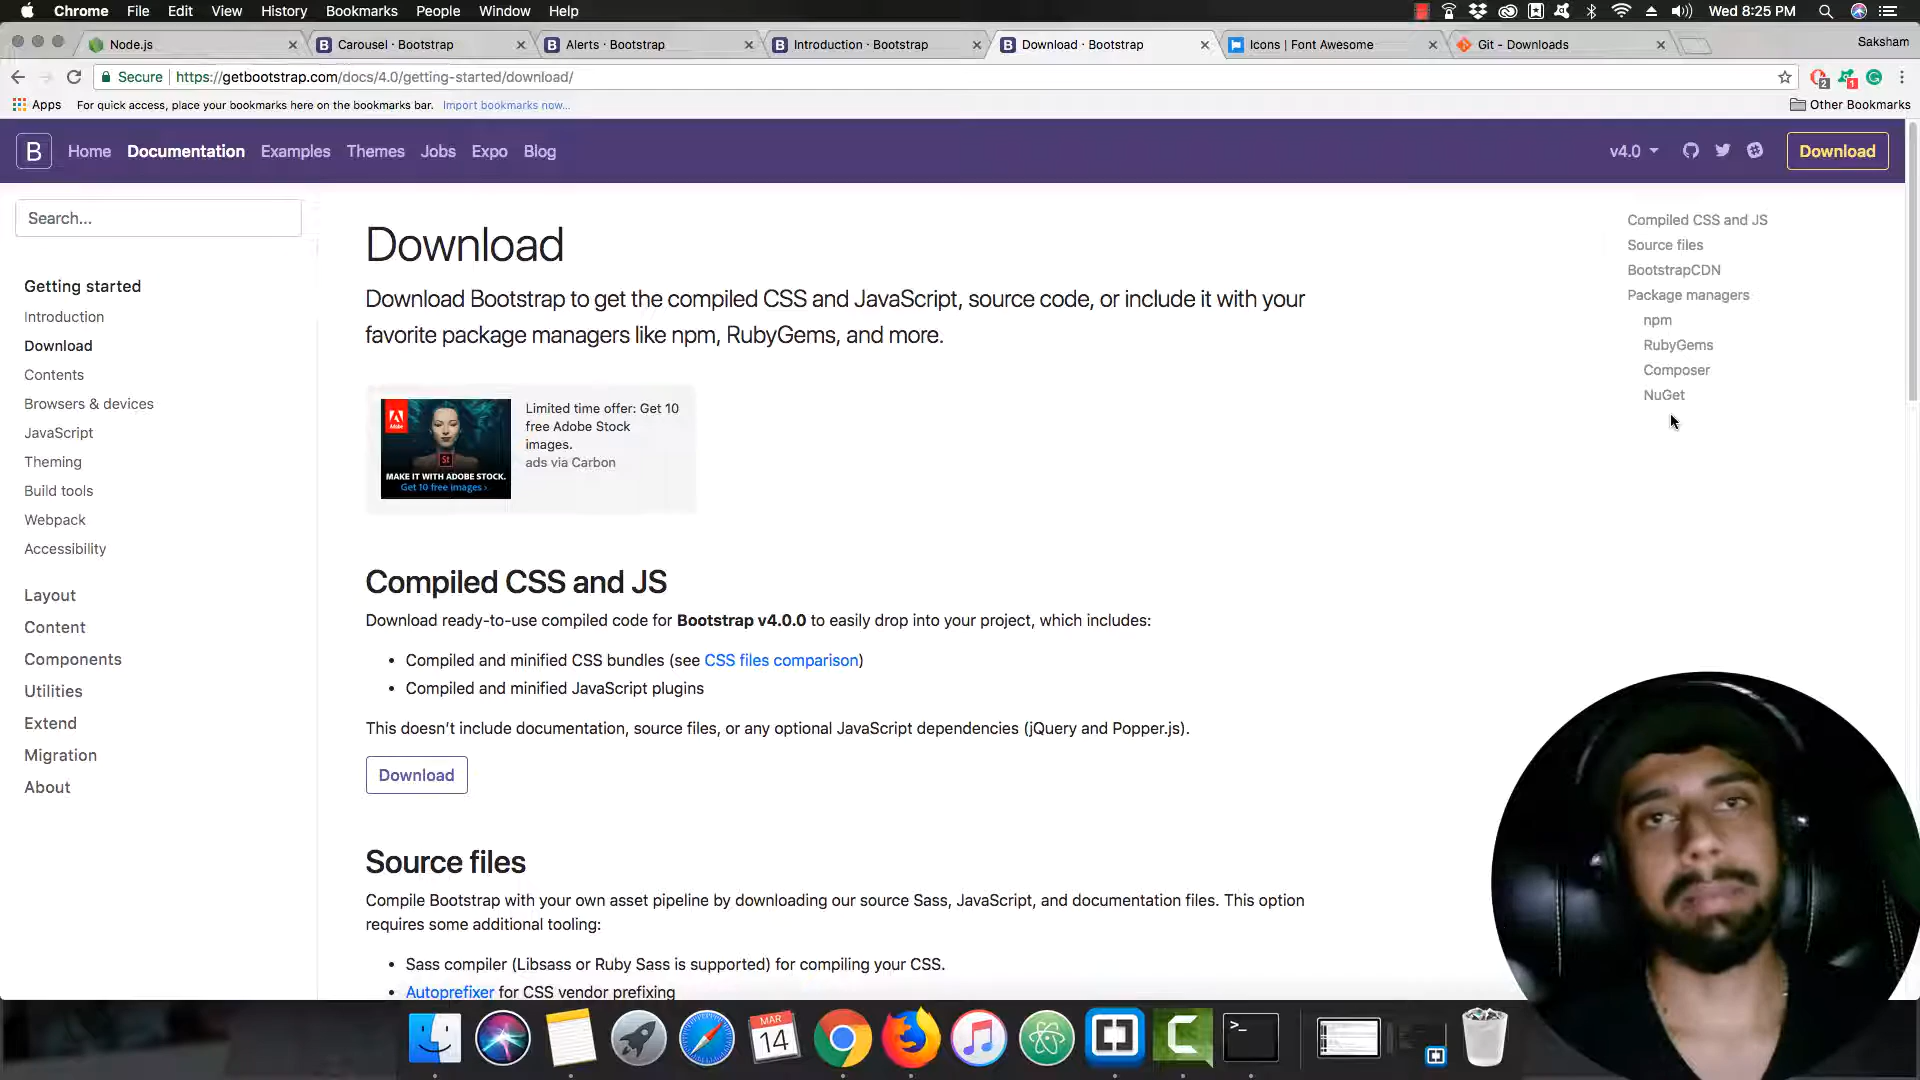 Chrome File Edit View History Bookmarks People Window Help Wed 8:25 PM
Node.js Carousel · Bootstrap Alerts · Bootstrap Introduction · Bootstrap Download · Bootstrap Icons | Font Awesome Git - Downloads Saksham
Secure https://getbootstrap.com/docs/4.0/getting-started/download/ 2 1
Apps For quick access, place your bookmarks here on the bookmarks bar. Import bookmarks now... Other Bookmarks
B Home Documentation Examples Themes Jobs Expo Blog v4.0 Download
Search...
Getting started
Introduction
Download
Contents
Browsers & devices
JavaScript
Theming
Build tools
Webpack
Accessibility
Layout
Content
Components
Utilities
Extend
Migration
About
Download
Download Bootstrap to get the compiled CSS and JavaScript, source code, or include it with your
favorite package managers like npm, RubyGems, and more.
Adobe
St
MAKE IT WITH ADOBE STOCK.
Get 10 free images ›
Limited time offer: Get 10
free Adobe Stock
images.
ads via Carbon
Compiled CSS and JS
Download ready-to-use compiled code for Bootstrap v4.0.0 to easily drop into your project, which includes:
• Compiled and minified CSS bundles (see CSS files comparison)
• Compiled and minified JavaScript plugins
This doesn’t include documentation, source files, or any optional JavaScript dependencies (jQuery and Popper.js).
Download
Source files
Compile Bootstrap with your own asset pipeline by downloading our source Sass, JavaScript, and documentation files. This option
requires some additional tooling:
• Sass compiler (Libsass or Ruby Sass is supported) for compiling your CSS.
• Autoprefixer for CSS vendor prefixing
Compiled CSS and JS
Source files
BootstrapCDN
Package managers
npm
RubyGems
Composer
NuGet
MAR
14